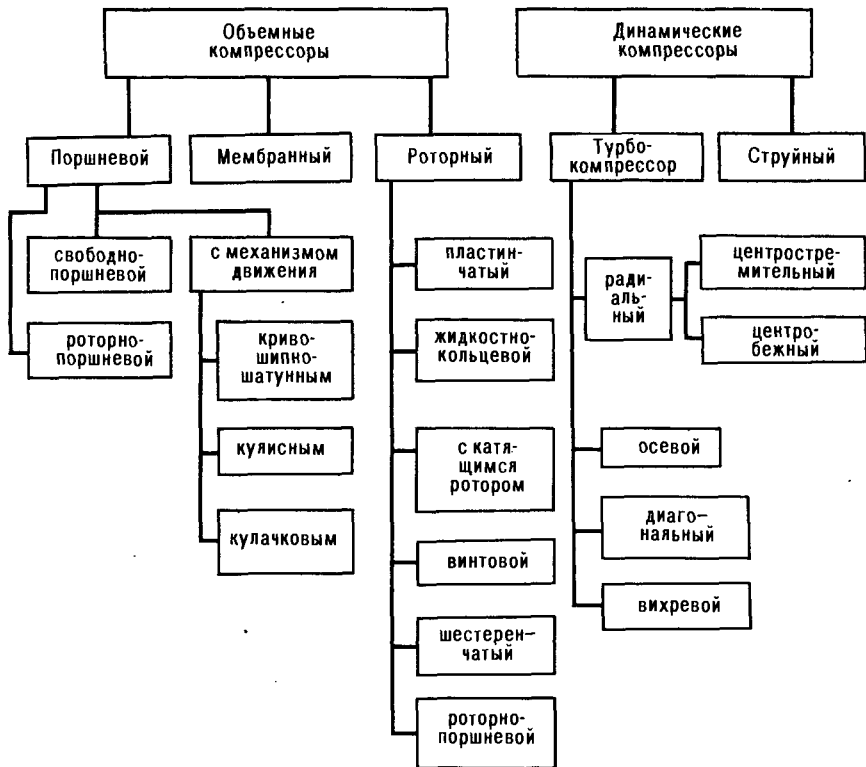 Объемные
компрессоры
Динамические
компрессоры
Поршневой
Мембранный
Роторный
Турбо-
компрессор
Струйный
свободно-
поршневой
роторно-
поршневой
с механизмом
движения
криво-
шипно-
шатунным
кулисным
кулачковым
пластин-
чатый
жидкостно-
кольцевой
с катя-
щимся
ротором
винтовой
шестерен-
чатый
роторно-
поршневой
ради-
аль-
ный
центростре-
мительный
центро-
бежный
осевой
диаго-
нальный
вихревой